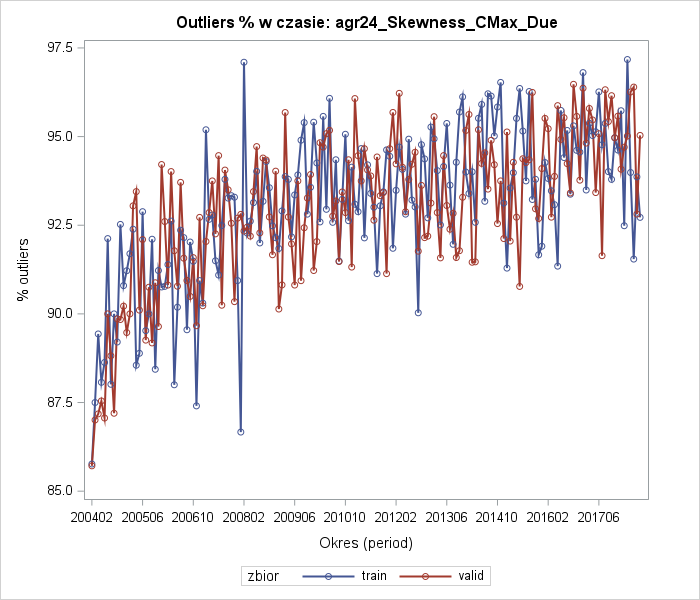 Outliers % w czasie: agr24_Skewness_CMax_Due
97.5
95.0
92.5
90.0
87.5
85.0
% outliers
200402 200506 200610 200802 200906 201010 201202 201306 201410 201602 201706
Okres (period)
zbior train valid